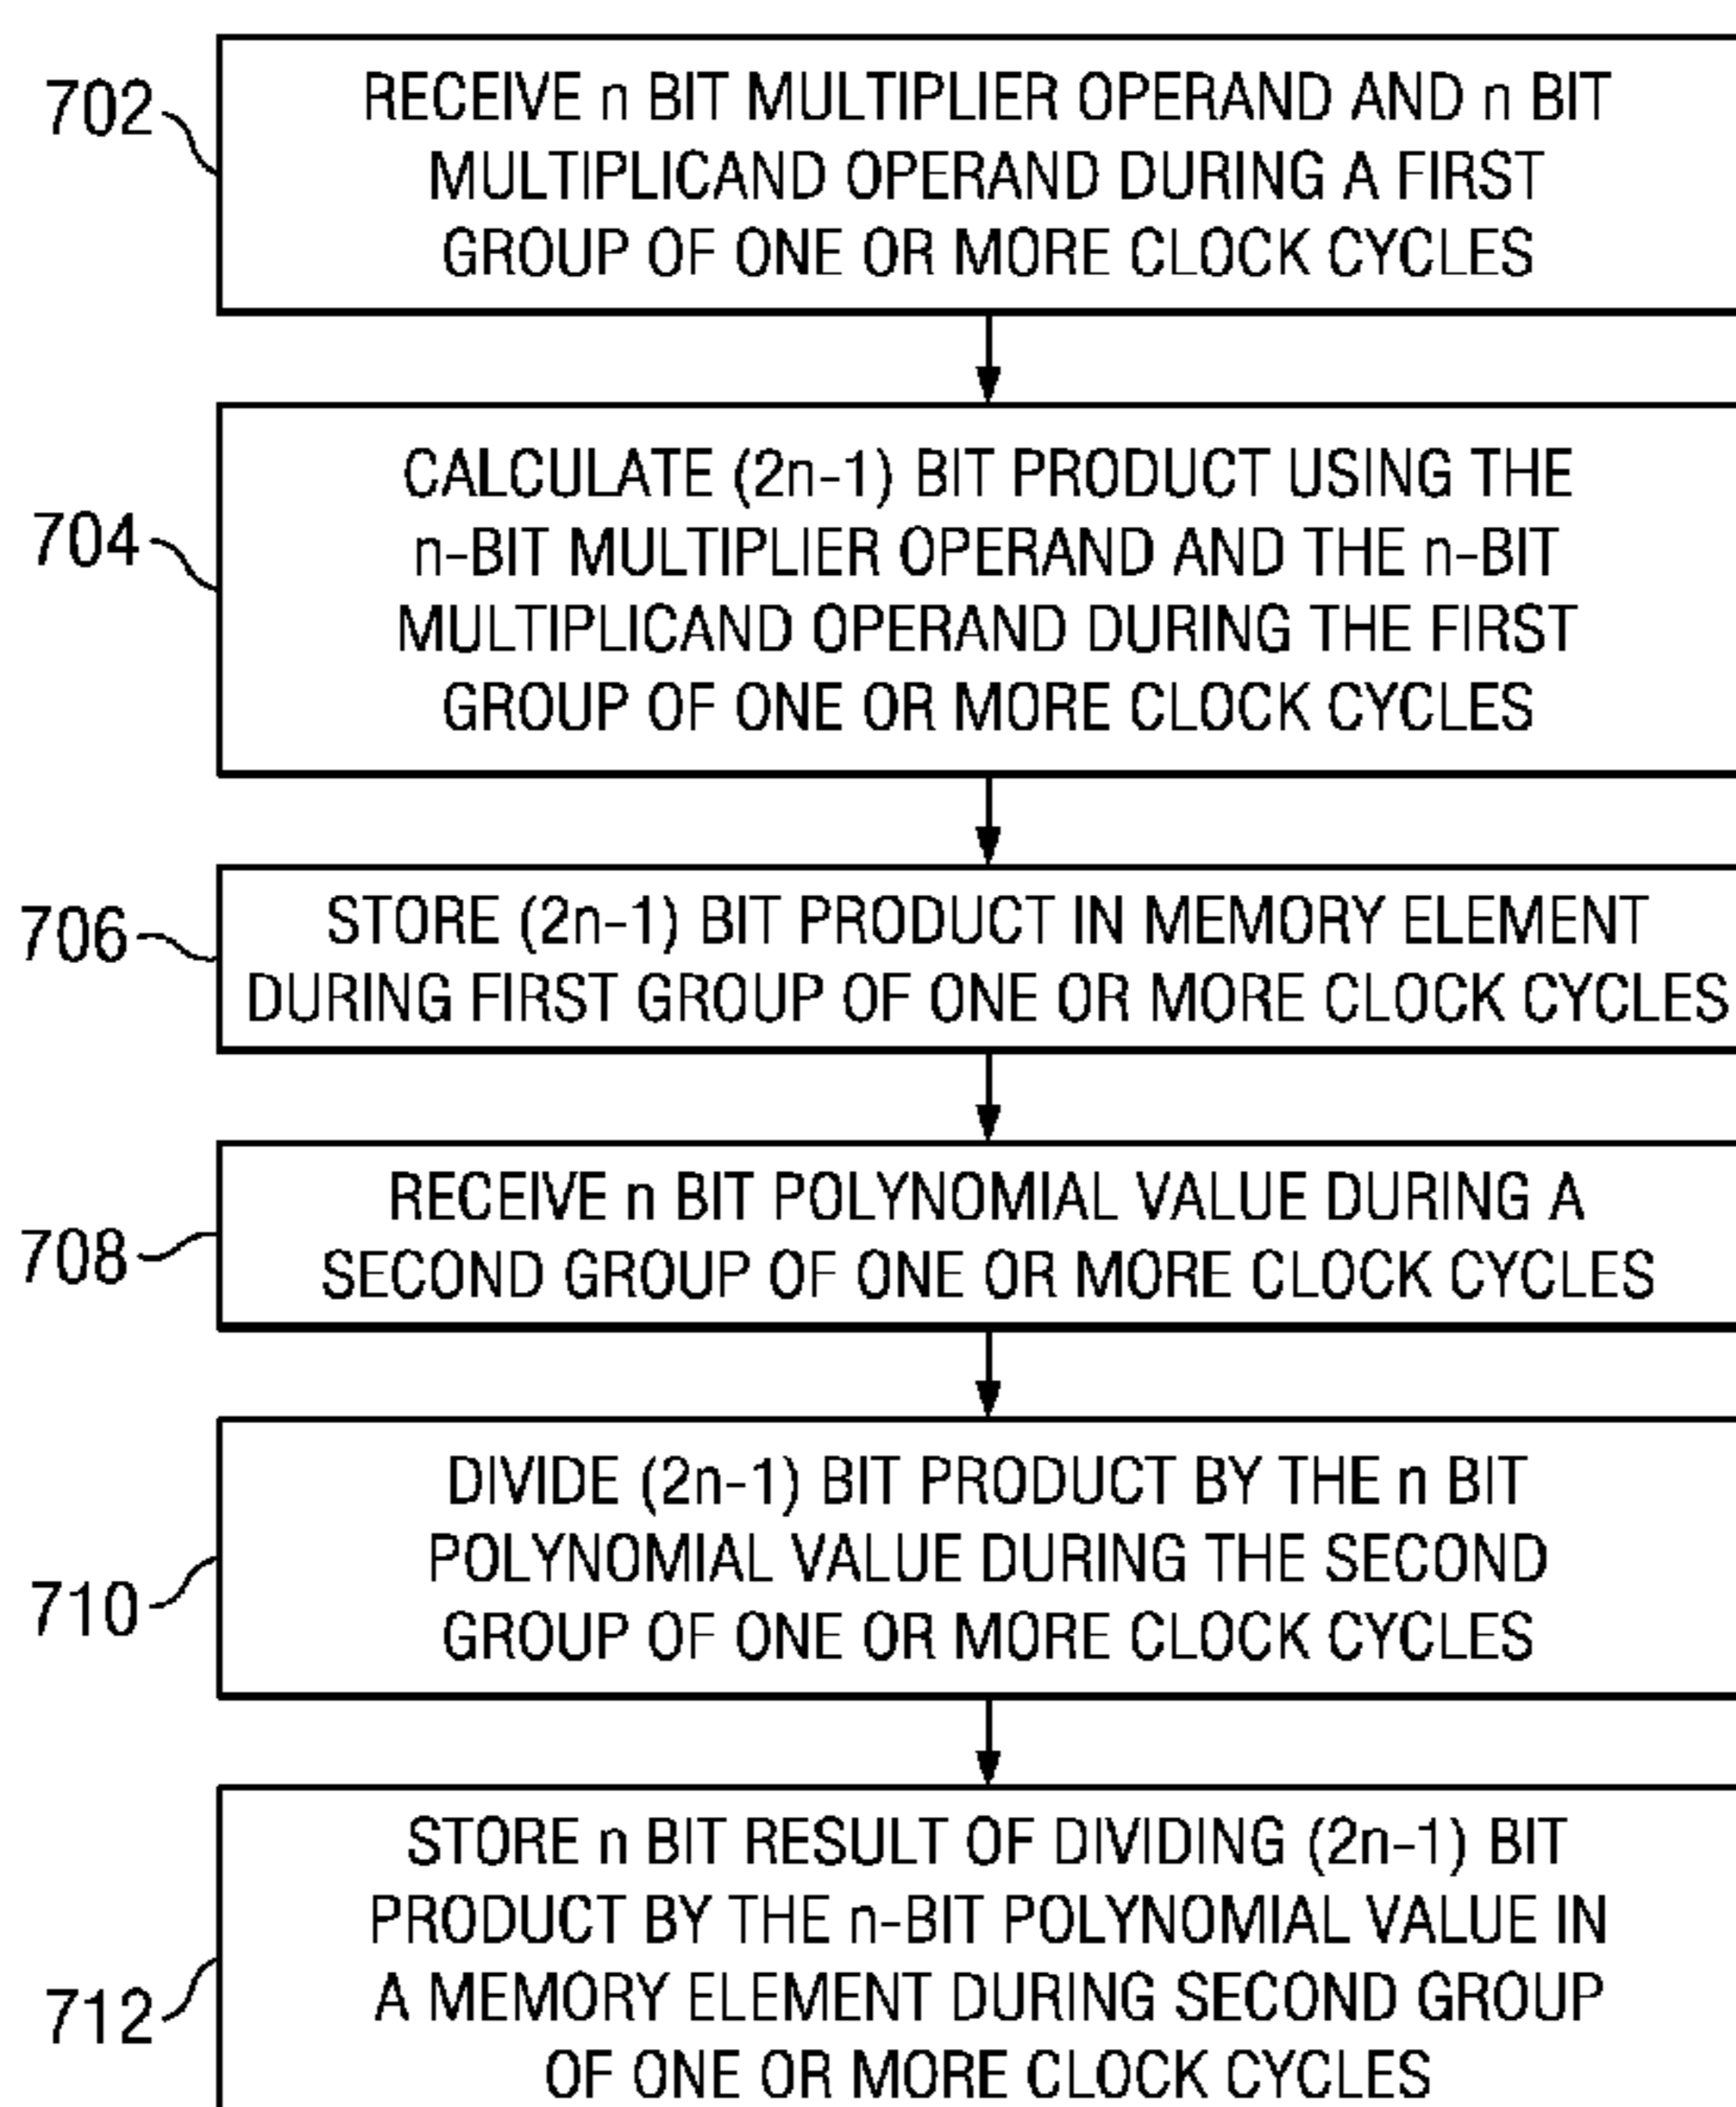 702
RECEIVE n BIT MULTIPLIER OPERAND AND n BIT
MULTIPLICAND OPERAND DURING A FIRST
GROUP OF ONE OR MORE CLOCK CYCLES
704
CALCULATE (2n-1) BIT PRODUCT USING THE
n-BIT MULTIPLIER OPERAND AND THE n-BIT
MULTIPLICAND OPERAND DURING THE FIRST
GROUP OF ONE OR MORE CLOCK CYCLES
706
STORE (2n-1) BIT PRODUCT IN MEMORY ELEMENT
DURING FIRST GROUP OF ONE OR MORE CLOCK CYCLES
708
RECEIVE n BIT POLYNOMIAL VALUE DURING A
SECOND GROUP OF ONE OR MORE CLOCK CYCLES
710
DIVIDE (2n-1) BIT PRODUCT BY THE n BIT
POLYNOMIAL VALUE DURING THE SECOND
GROUP OF ONE OR MORE CLOCK CYCLES
712
STORE n BIT RESULT OF DIVIDING (2n-1) BIT
PRODUCT BY THE n-BIT POLYNOMIAL VALUE IN
A MEMORY ELEMENT DURING SECOND GROUP
OF ONE OR MORE CLOCK CYCLES